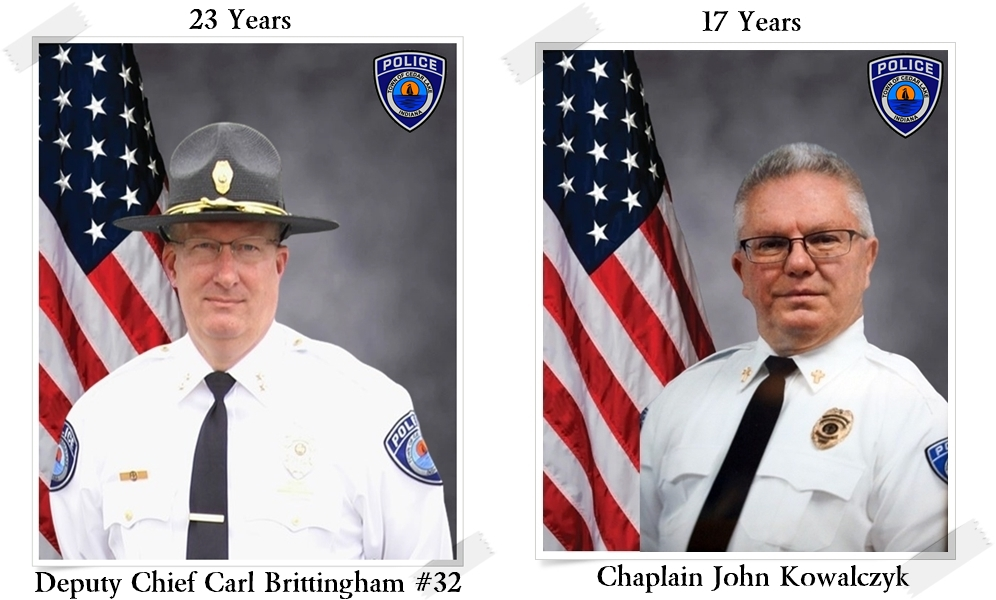 23 Years
17 Years
POLICE
TOWN OF CEDAR LAKE
INDIANA
POLICE
TOWN OF CEDAR LAKE
INDIANA
POLICE
Deputy Chief Carl Brittingham #32
Chaplain John Kowalczyk